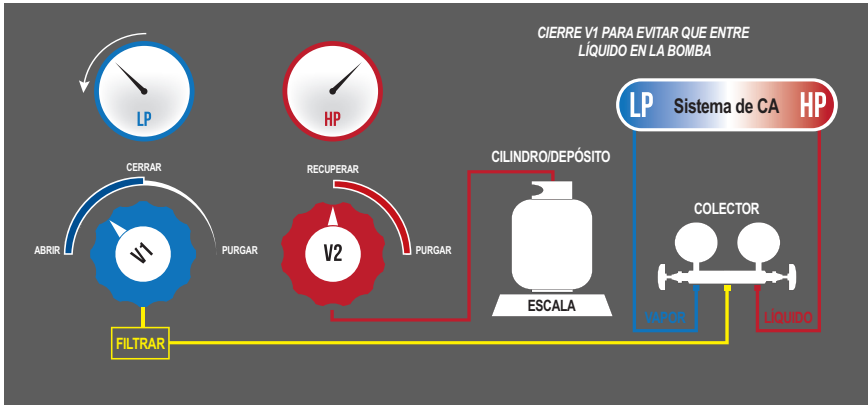 CIERRE V1 PARA EVITAR QUE ENTRE
LÍQUIDO EN LA BOMBA
LP
HP
LP Sistema de CA HP
CERRAR
RECUPERAR
CILINDRO/DEPÓSITO
COLECTOR
ABRIR
V1
PURGAR
V2
PURGAR
ESCALA
VAPOR
LÍQUIDO
FILTRAR